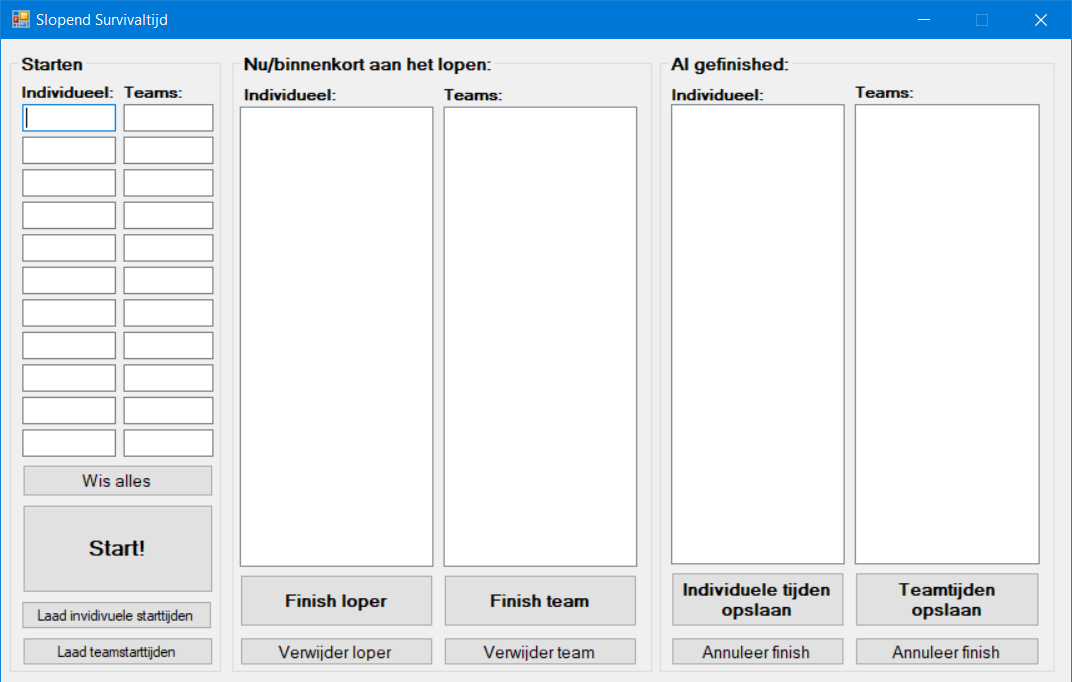 Slopend Survivaltijd
Starten
Individueel: Teams:
Wis alles
Start!
Laad invidivuele starttijden
Laad teamstarttijden
Nu/binnenkort aan het lopen:
Individueel: Teams:
Finish loper Finish team
Verwijder loper Verwijder team
Al gefinished:
Individueel: Teams:
Individuele tijden
opslaan
Teamtijden
opslaan
Annuleer finish Annuleer finish